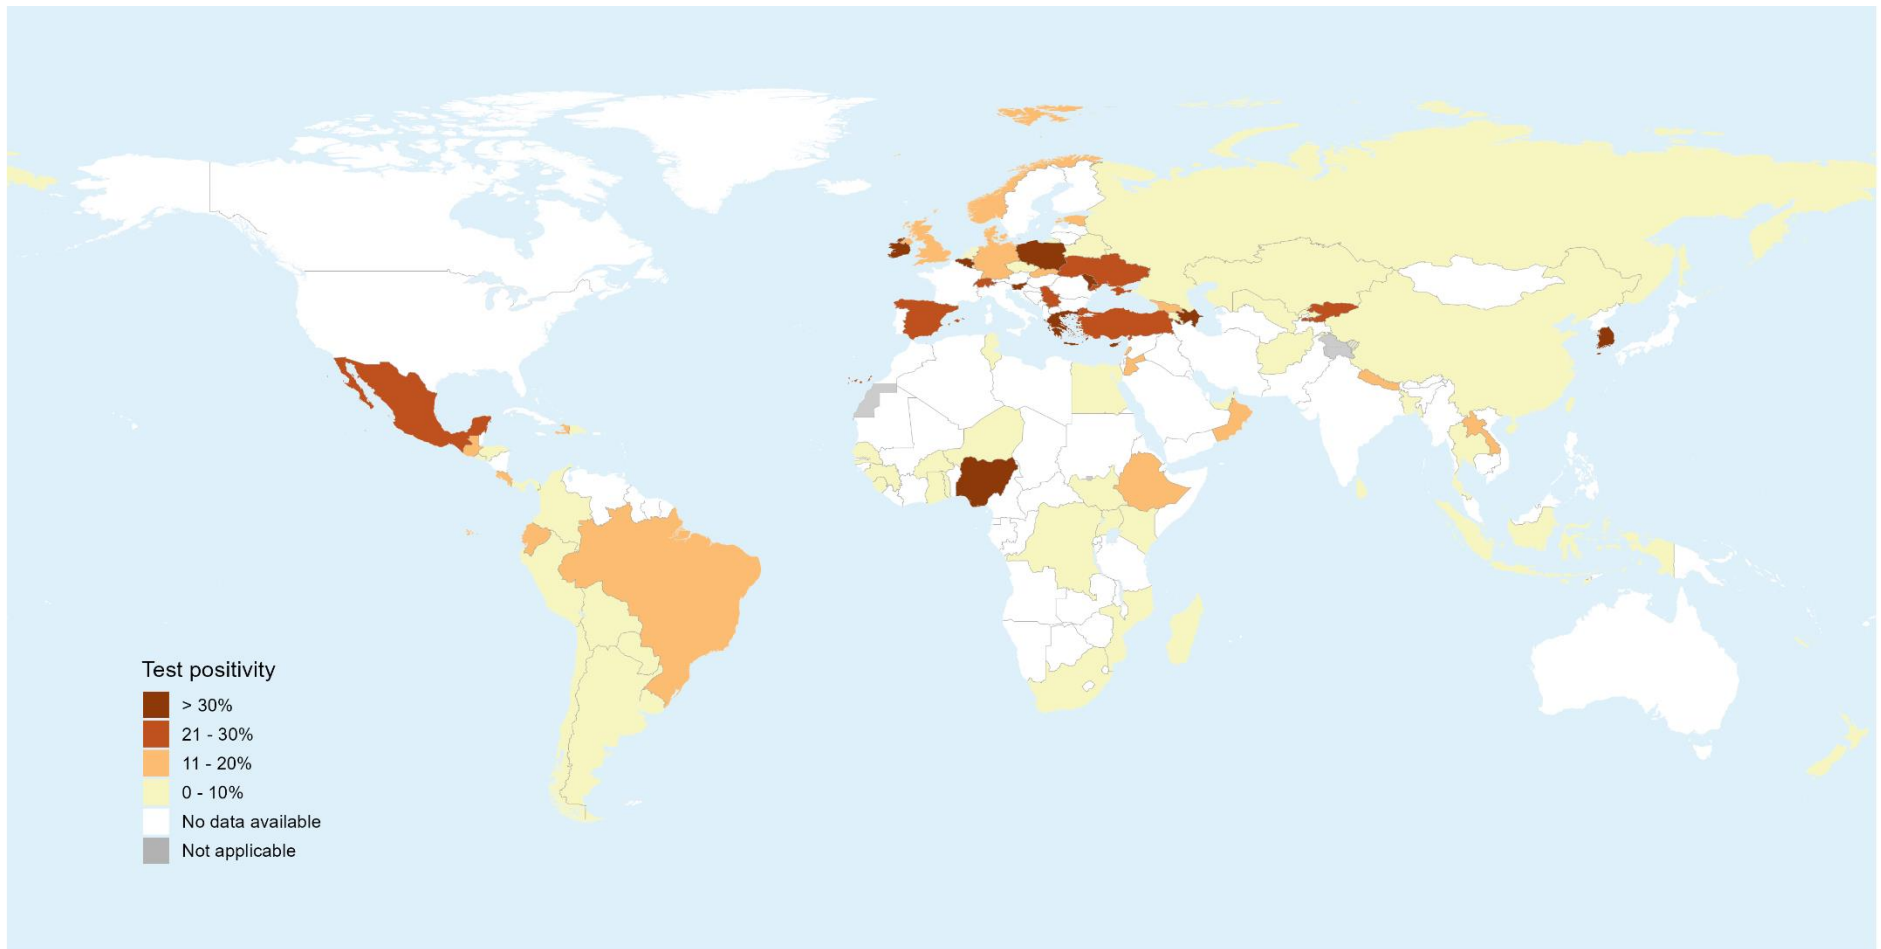 Test positivity
> 30%
21 - 30%
11 - 20%
0 - 10%
No data available
Not applicable